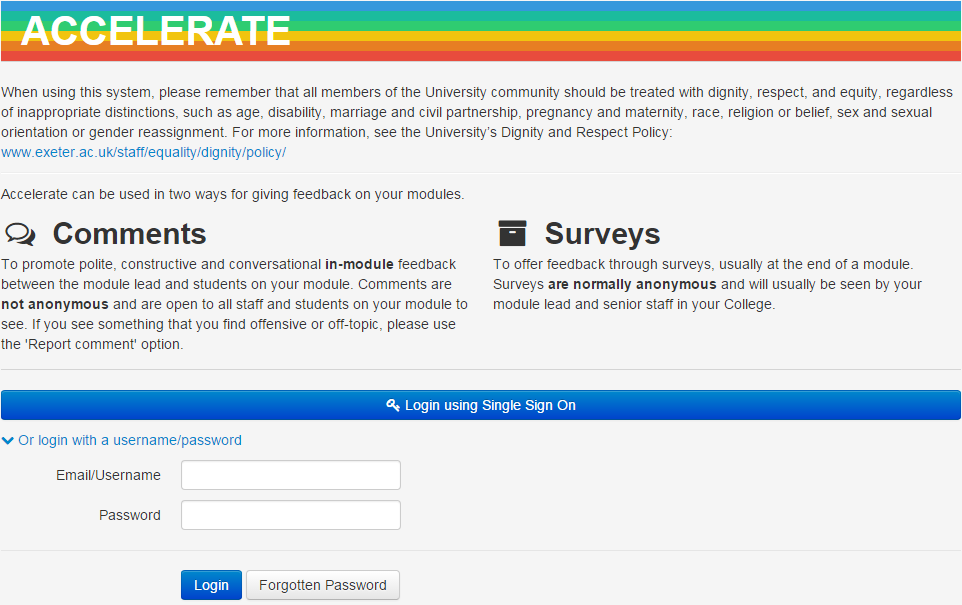 ACCELERATE
When using this system, please remember that all members of the University community should be treated with dignity, respect, and equity, regardless
of inappropriate distinctions, such as age, disability, marriage and civil partnership, pregnancy and maternity, race, religion or belief, sex and sexual
orientation or gender reassignment. For more information, see the University's Dignity and Respect Policy:
www.exeter.ac.uk/staff/equality/dignity/policy/
Accelerate can be used in two ways for giving feedback on your modules.
Comments
To promote polite, constructive and conversational in-module feedback
between the module lead and students on your module. Comments are
not anonymous and are open to all staff and students on your module to
see. If you see something that you find offensive or off-topic, please use
the 'Report comment' option.
Surveys
To offer feedback through surveys, usually at the end of a module.
Surveys are normally anonymous and will usually be seen by your
module lead and senior staff in your College.
Login using Single Sign On
Or login with a username/password
Email/Username
Password
Login
Forgotten Password